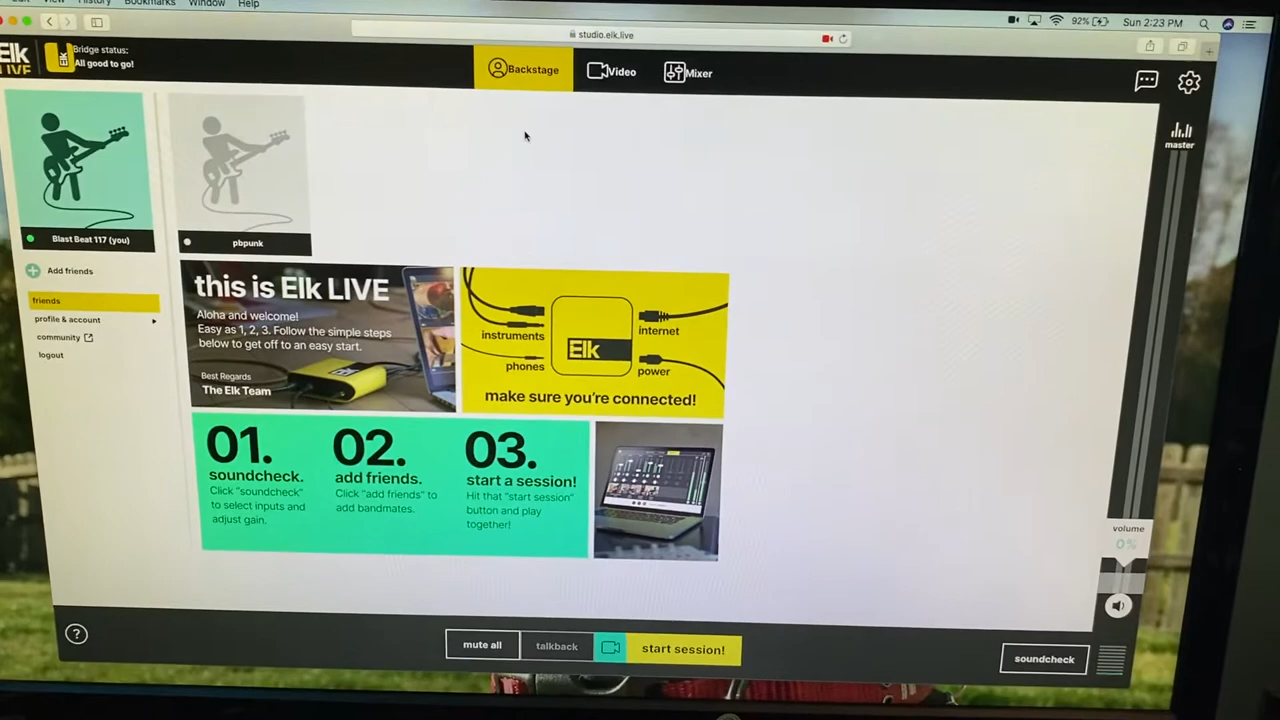 View
History
Bookmarks
Window
Help
92%
Sun 2:23 PM
studio.elk.live
Elk
LIVE
Elk
Bridge status:
All good to go!
Backstage
Video
Mixer
master
Blast Beat 117 (you)
pbpunk
Add friends
friends
profile & account
community
logout
this is Elk LIVE
Aloha and welcome!
Easy as 1, 2, 3. Follow the simple steps
below to get off to an easy start.
Best Regards
The Elk Team
instruments
internet
Elk
phones
power
make sure you're connected!
01.
soundcheck.
Click "soundcheck"
to select inputs and
adjust gain.
02.
add friends.
Click "add friends" to
add bandmates.
03.
start a session!
Hit that "start session"
button and play
together!
volume
0%
?
mute all
talkback
start session!
soundcheck